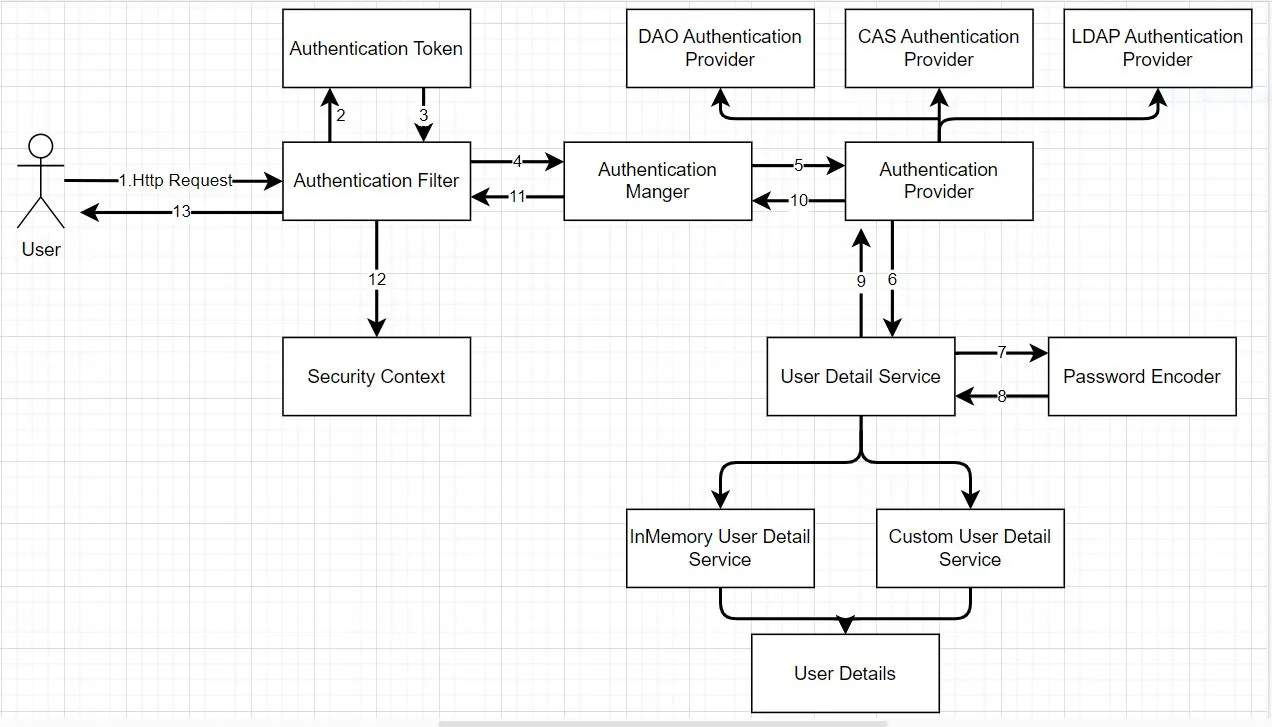 Authentication Token
DAO Authentication
Provider
CAS Authentication
Provider
LDAP Authentication
Provider
2
3
1.Http Request
Authentication Filter
4
Authentication
Manger
5
Authentication
Provider
11
10
13
User
12
9
6
Security Context
User Detail Service
7
8
Password Encoder
InMemory User Detail
Service
Custom User Detail
Service
User Details